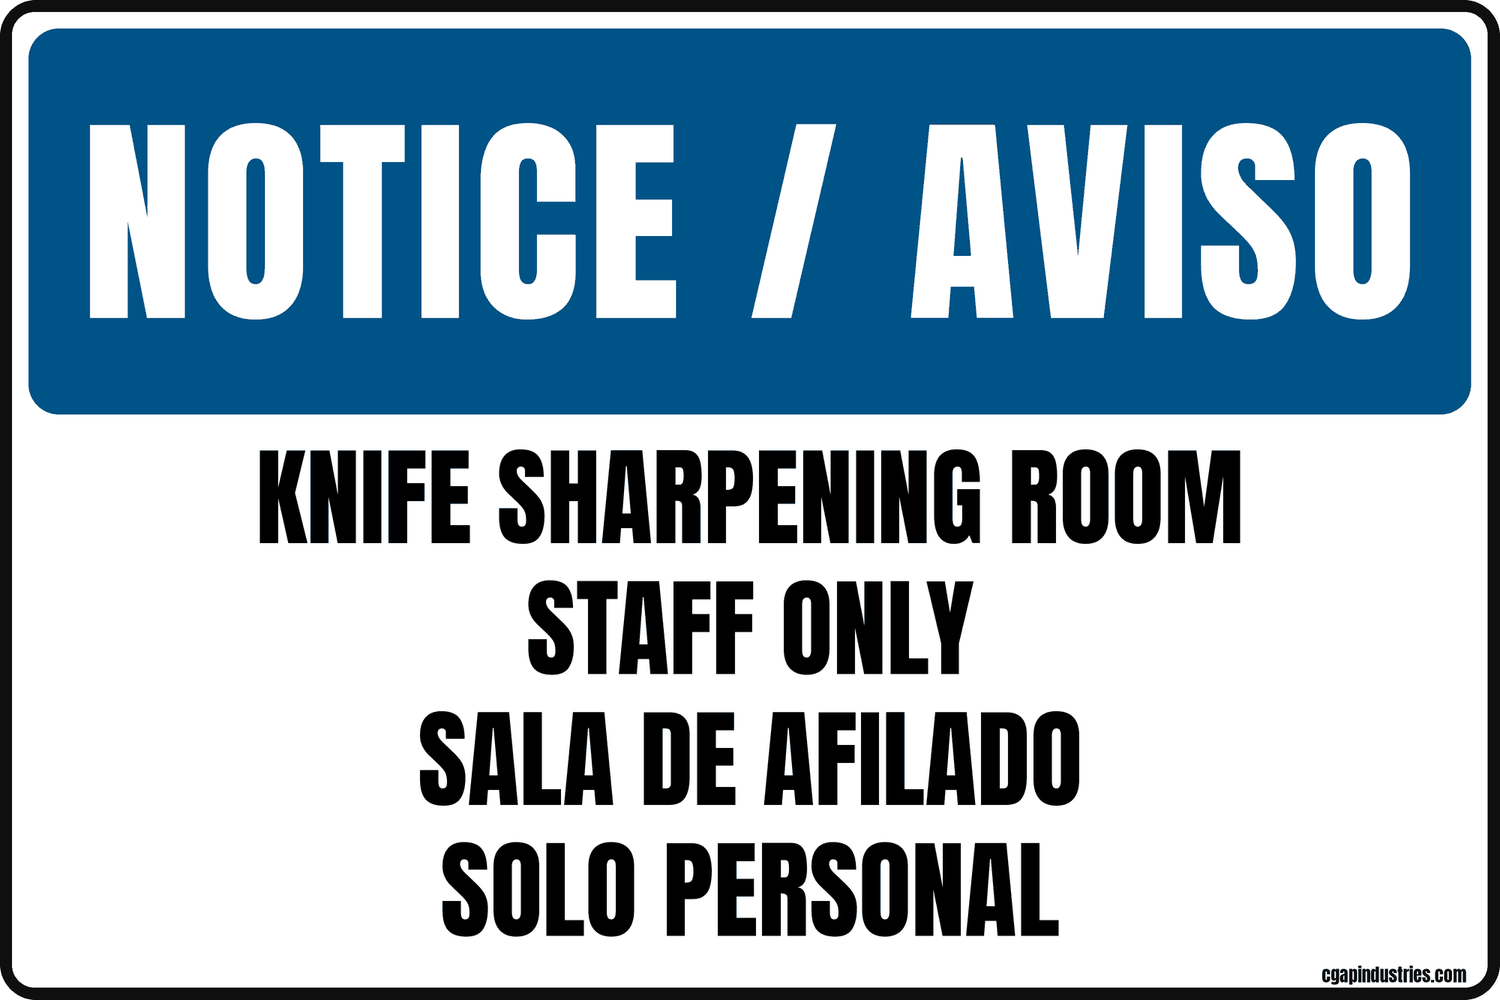 NOTICE / AVISO
KNIFE SHARPENING ROOM
STAFF ONLY
SALA DE AFILADO
SOLO PERSONAL
cgapindustries.com